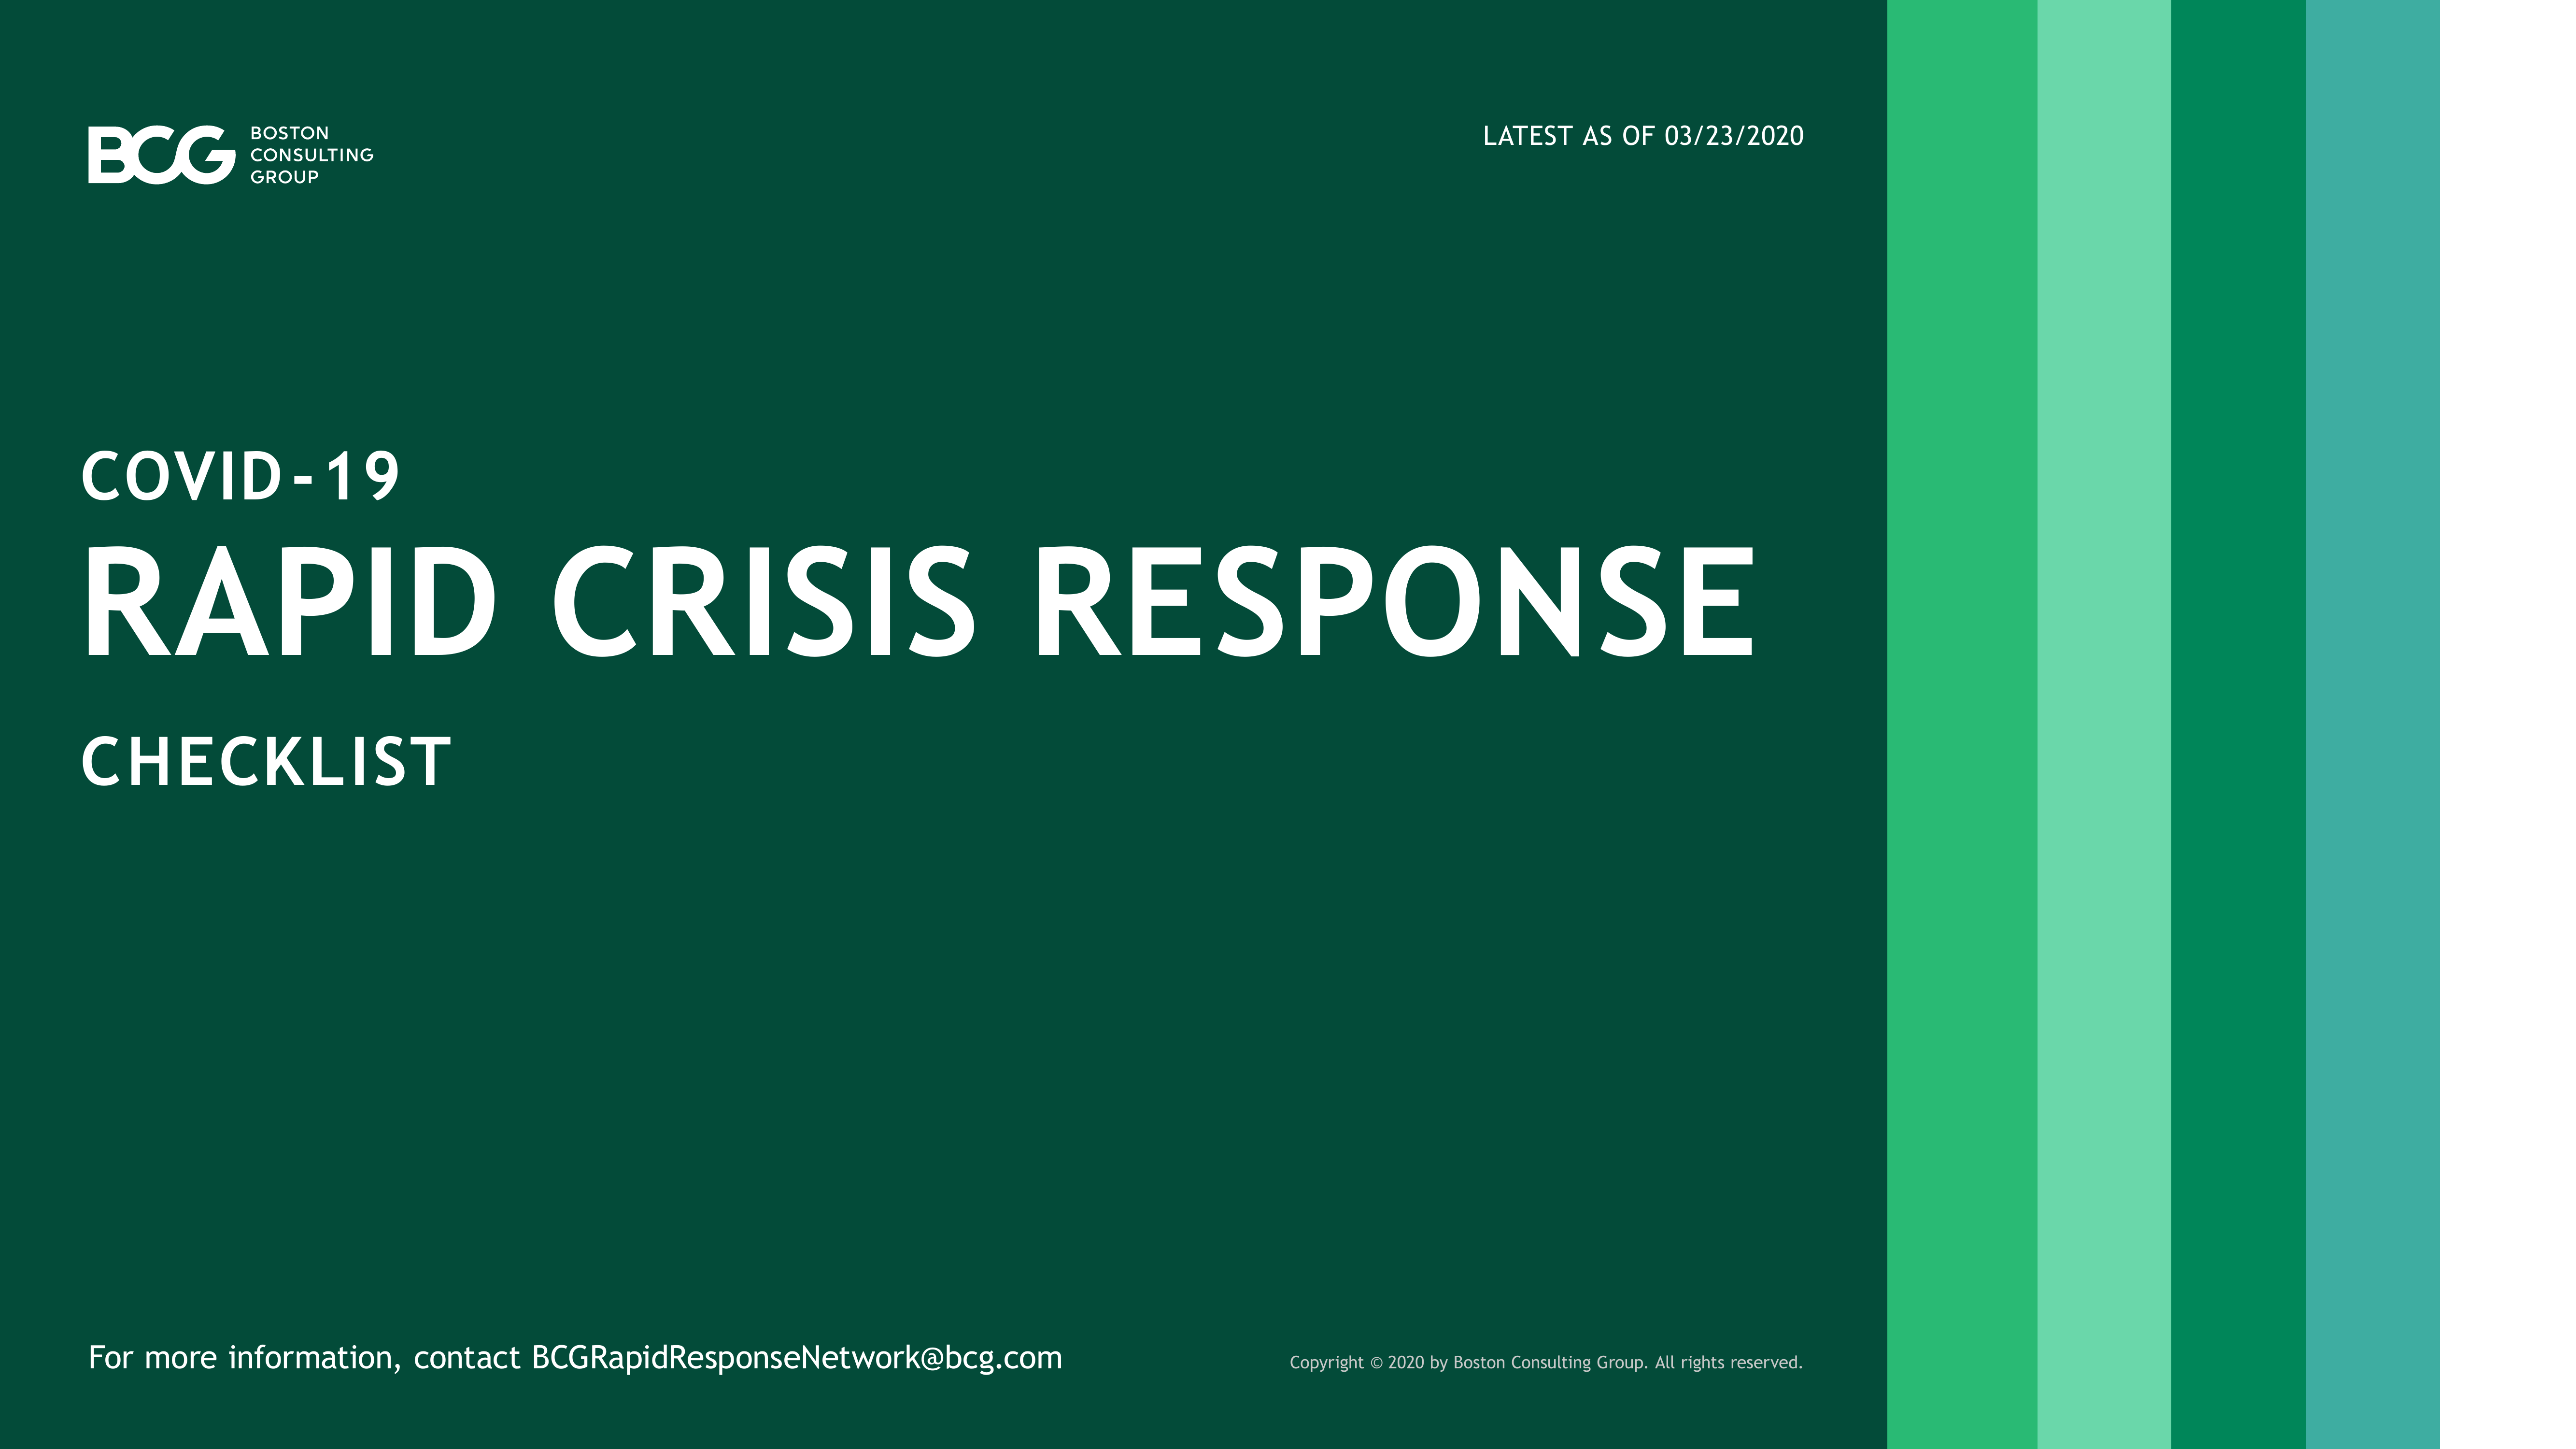 BCG
BOSTON
CONSULTING
GROUP
LATEST AS OF 03/23/2020
COVID-19
RAPID CRISIS RESPONSE
CHECKLIST
For more information, contact BCGRapidResponseNetwork@bcg.com
Copyright © 2020 by Boston Consulting Group. All rights reserved.